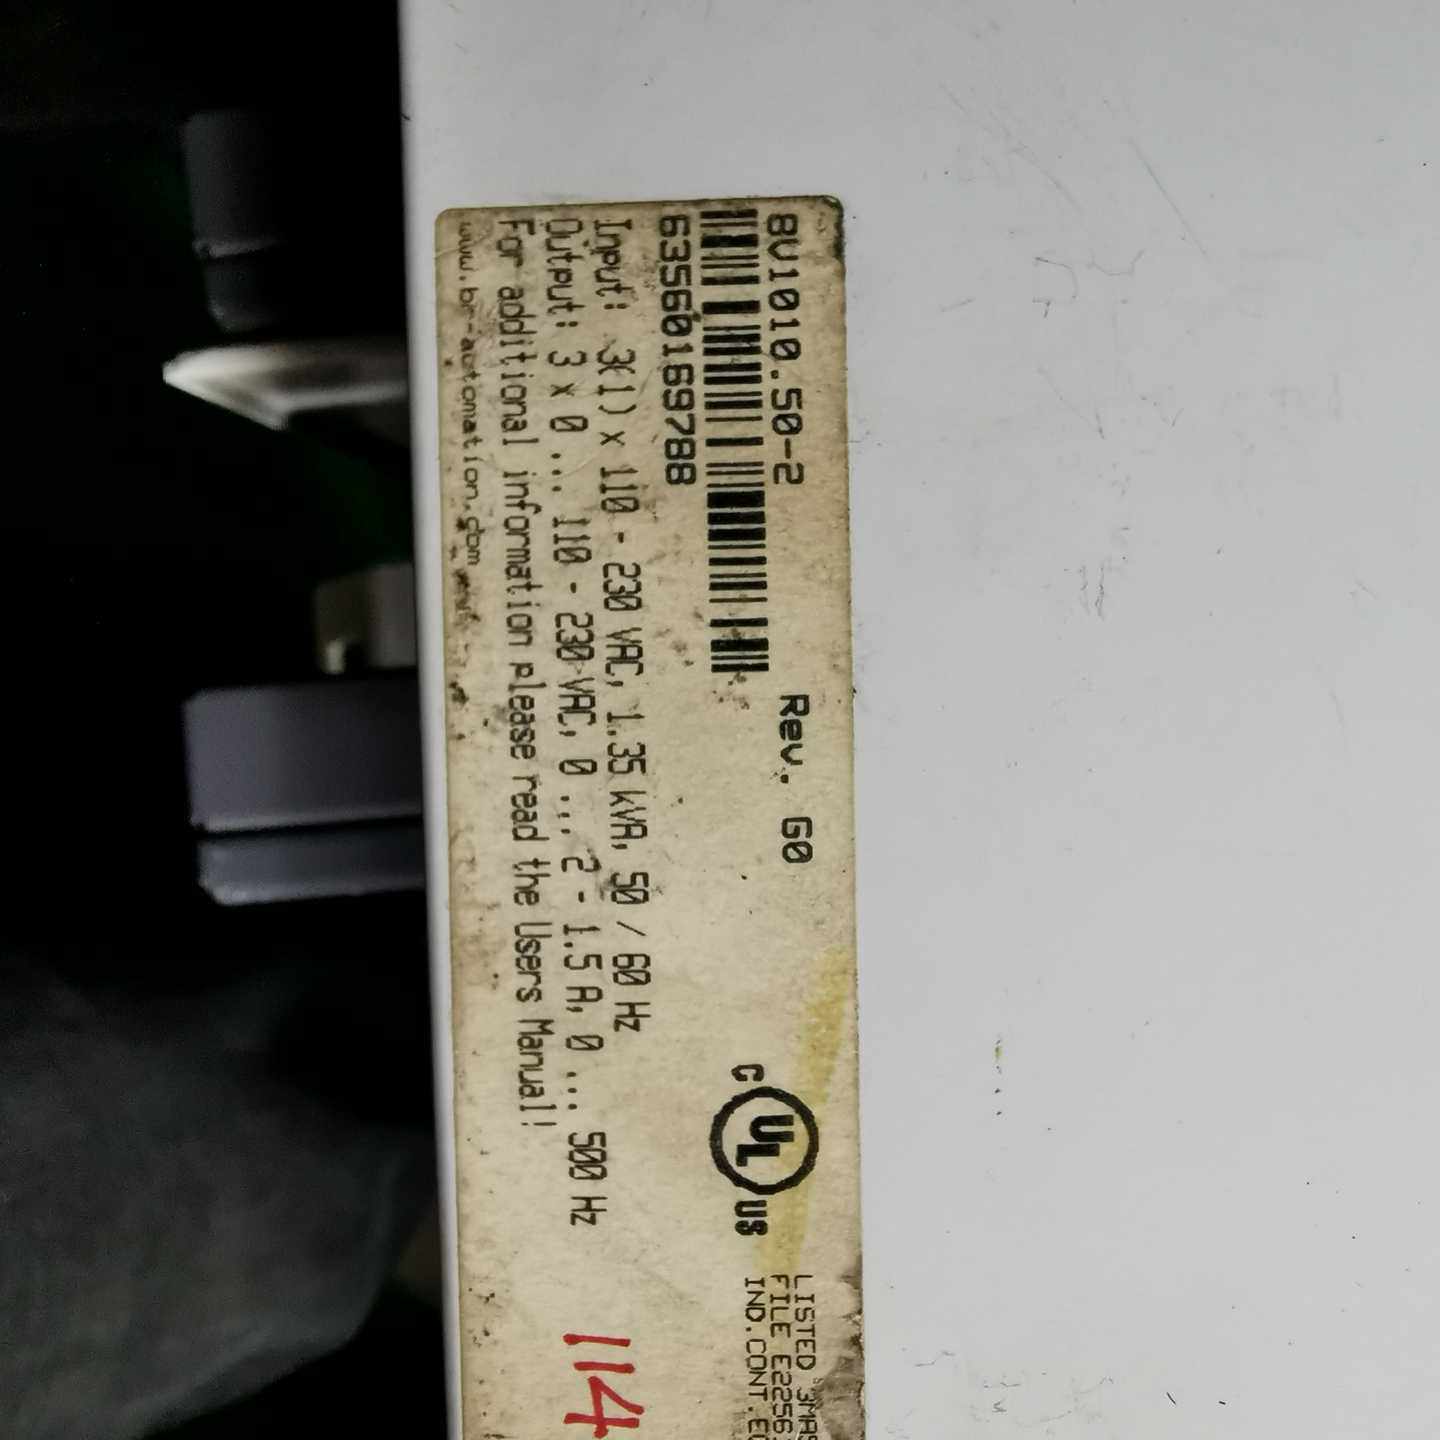 8V1010.50-2 Rev. G0
63560169788
Input: 3(1) x 110 - 230 VAC, 1.35 kVA, 50 / 60 Hz
Output: 3 x 0 ... 110 - 230 VAC, 0 ... 2 - 1.5 A, 0 ... 500 Hz
For additional information please read the Users Manual!
www.br-automation.com
C UL US
LISTED 3MA
FILE E2256
IND.CONT.E
114